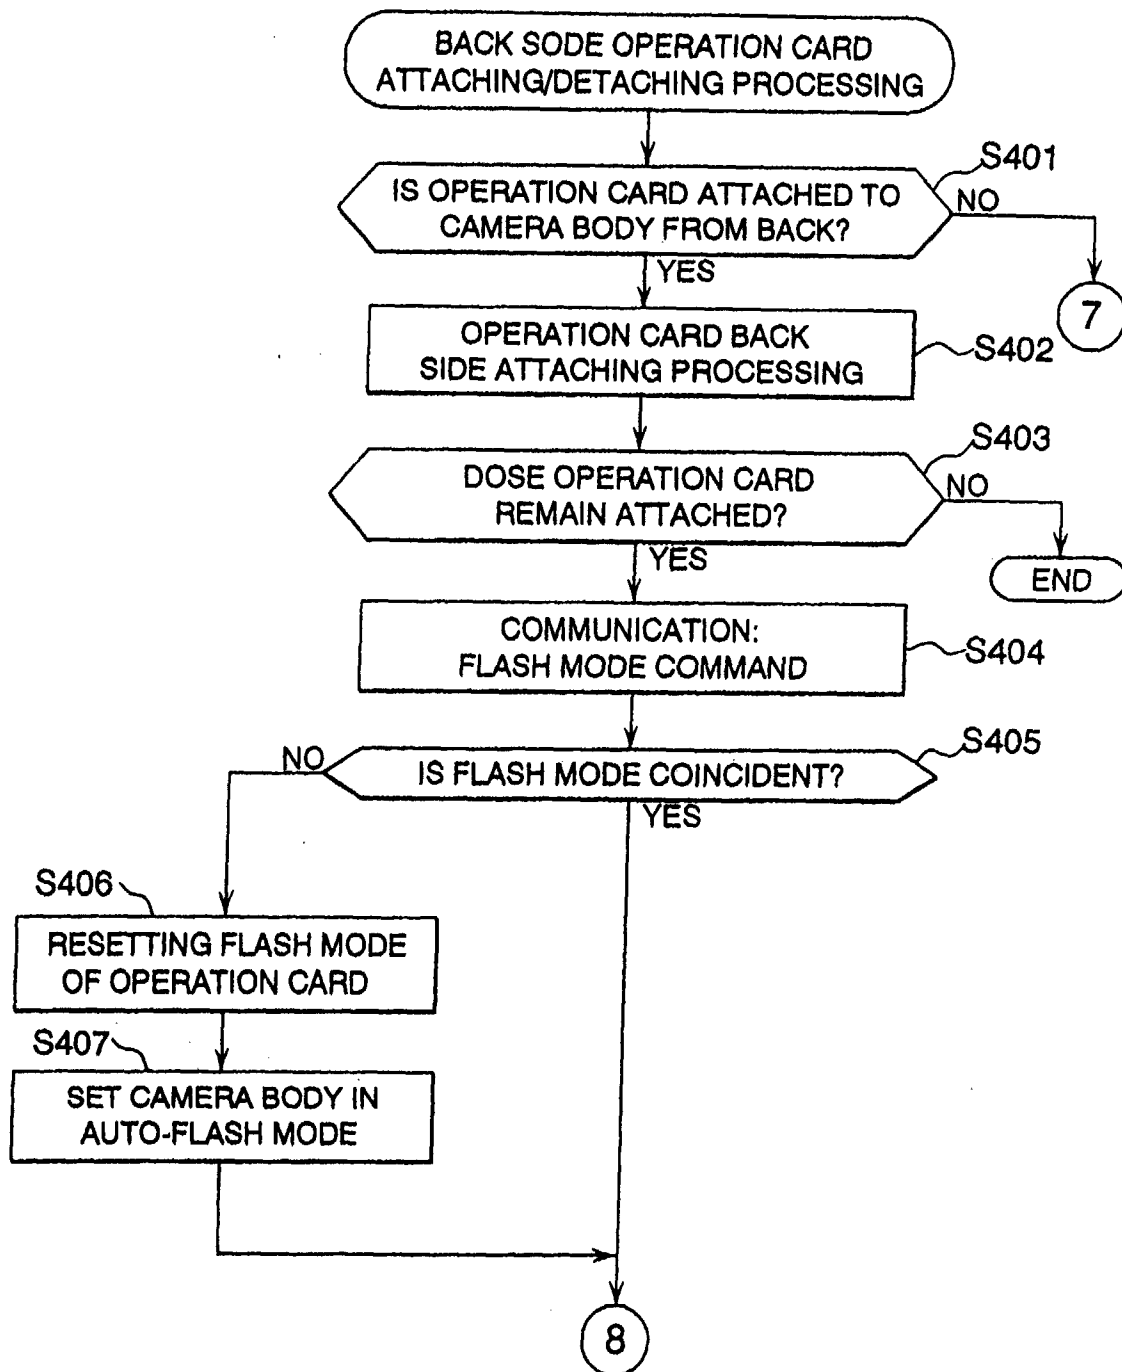 BACK SODE OPERATION CARD
ATTACHING/DETACHING PROCESSING
S401
IS OPERATION CARD ATTACHED TO
CAMERA BODY FROM BACK?
NO
YES
7
OPERATION CARD BACK
SIDE ATTACHING PROCESSING
S402
S403
DOSE OPERATION CARD
REMAIN ATTACHED?
NO
YES
END
COMMUNICATION:
FLASH MODE COMMAND
S404
S405
NO
IS FLASH MODE COINCIDENT?
YES
S406
RESETTING FLASH MODE
OF OPERATION CARD
S407
SET CAMERA BODY IN
AUTO-FLASH MODE
8